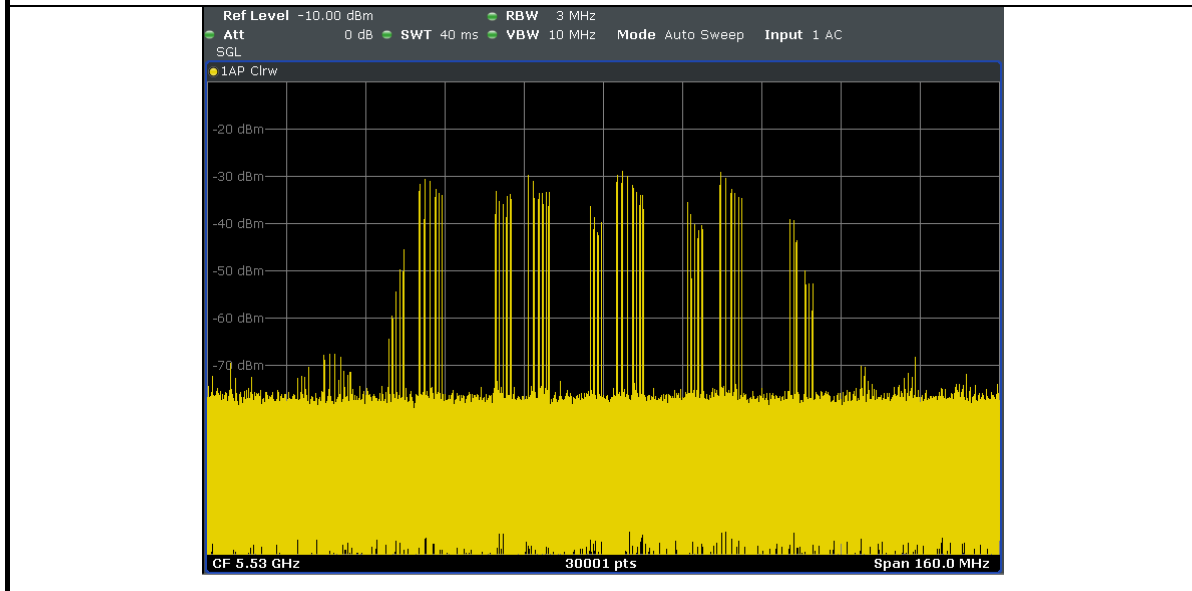 Ref Level -10.00 dBm RBW 3 MHz
Att 0 dB SWT 40 ms VBW 10 MHz Mode Auto Sweep Input 1 AC
SGL
1AP Clrw
-20 dBm
-30 dBm
-40 dBm
-50 dBm
-60 dBm
-70 dBm
CF 5.53 GHz 30001 pts Span 160.0 MHz